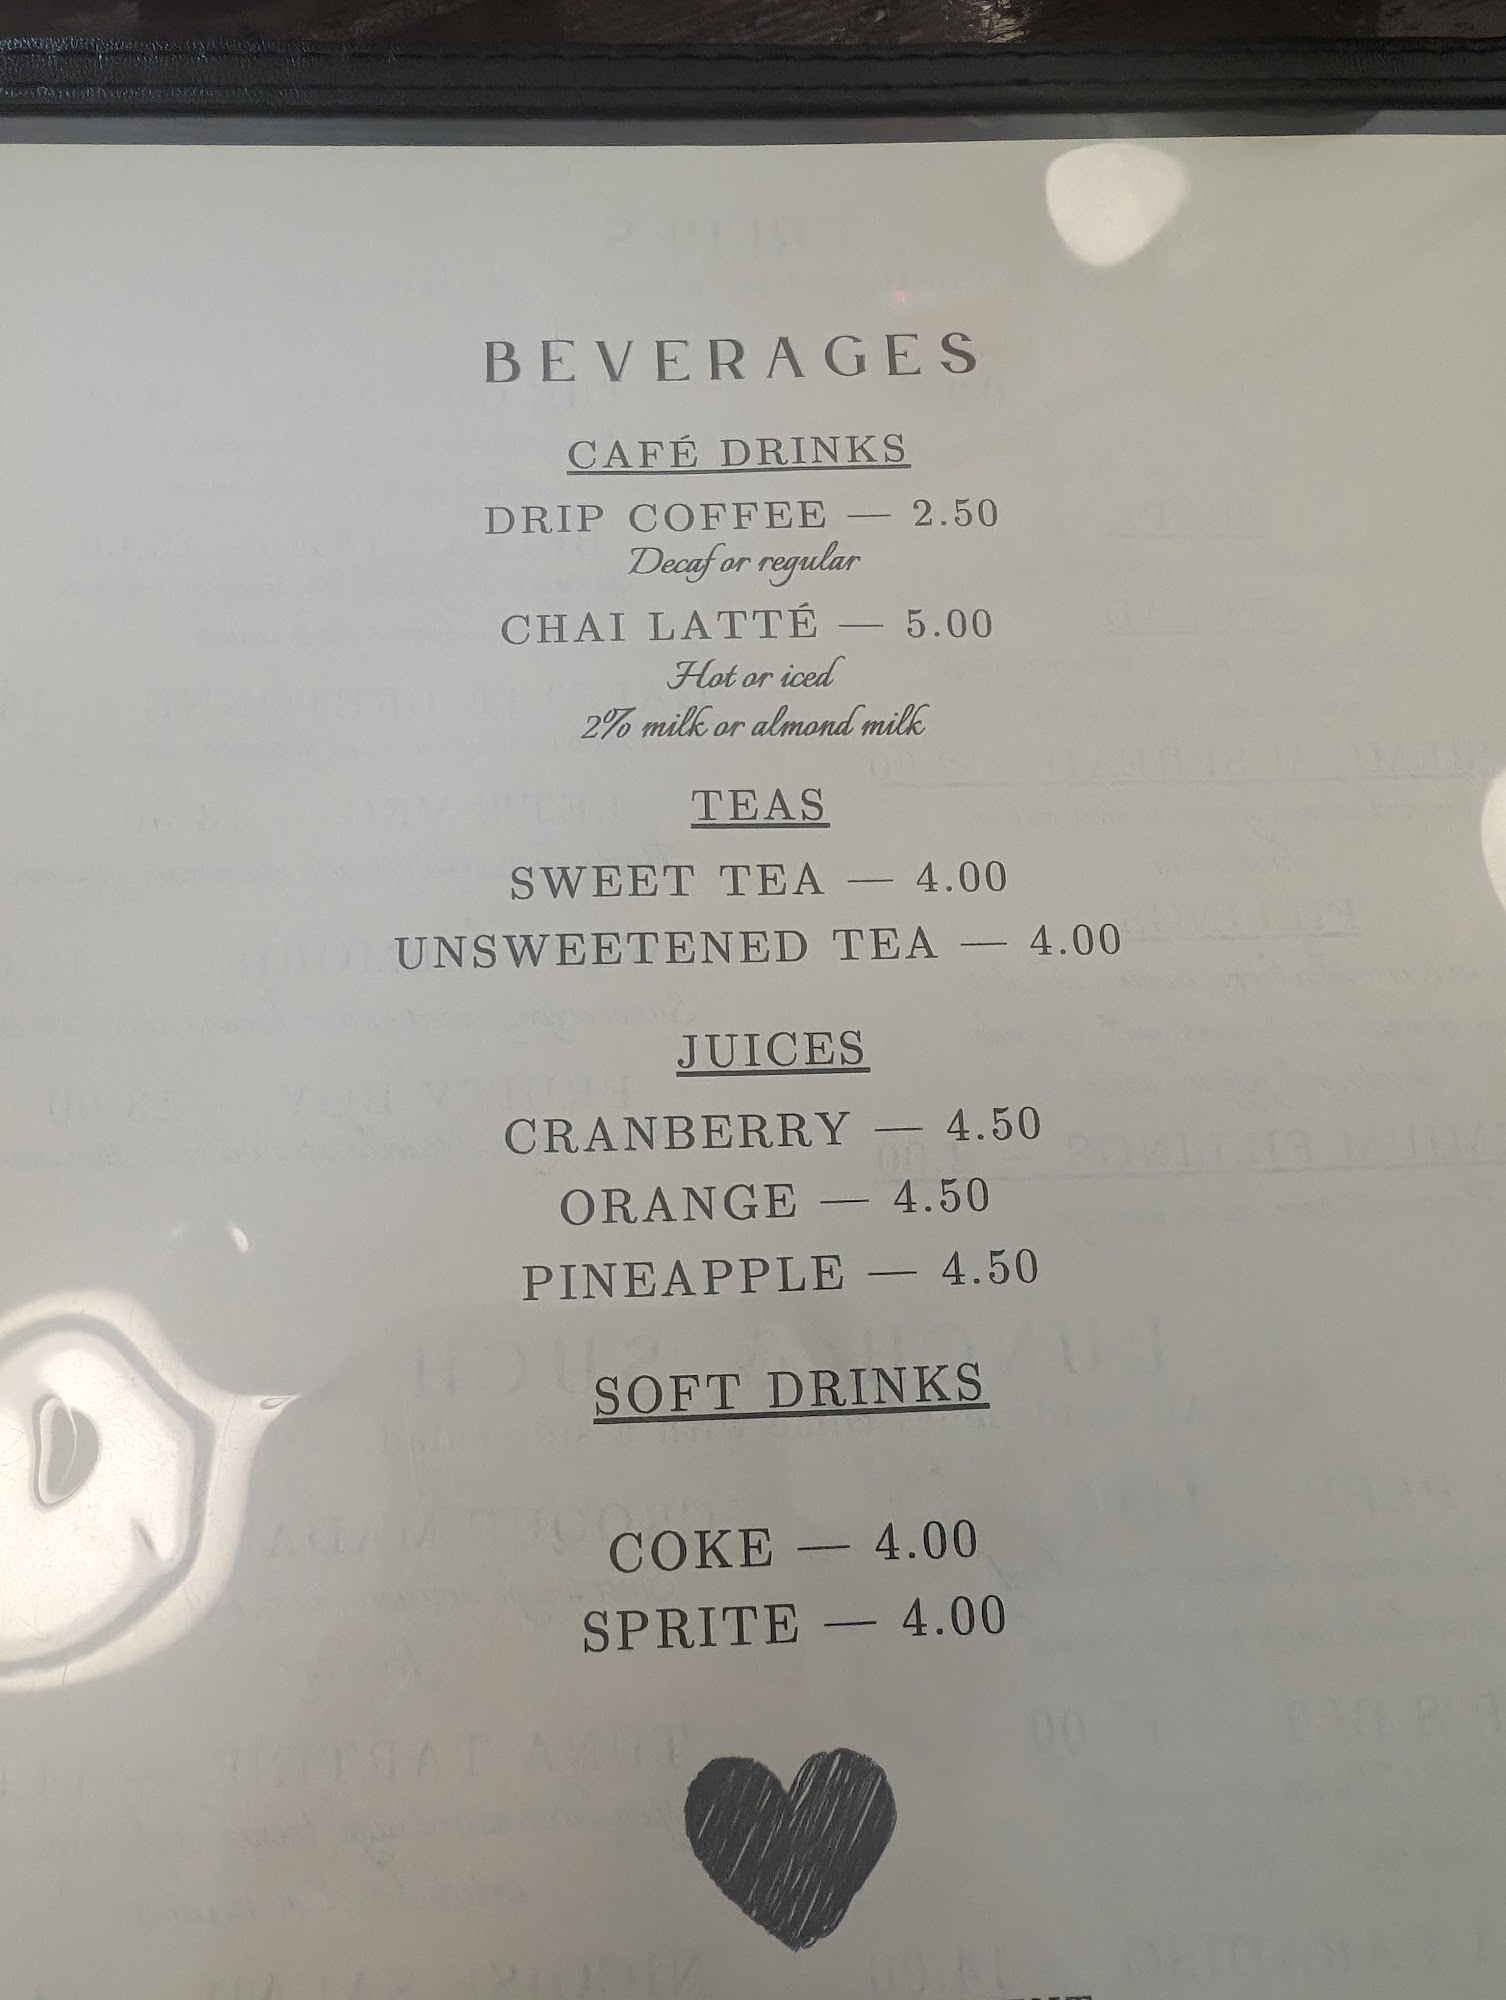 BEVERAGES
CAFÉ DRINKS
DRIP COFFEE — 2.50
Decaf or regular
CHAI LATTÉ — 5.00
Hot or iced
2% milk or almond milk
TEAS
SWEET TEA — 4.00
UNSWEETENED TEA — 4.00
JUICES
CRANBERRY — 4.50
ORANGE — 4.50
PINEAPPLE — 4.50
SOFT DRINKS
COKE — 4.00
SPRITE — 4.00